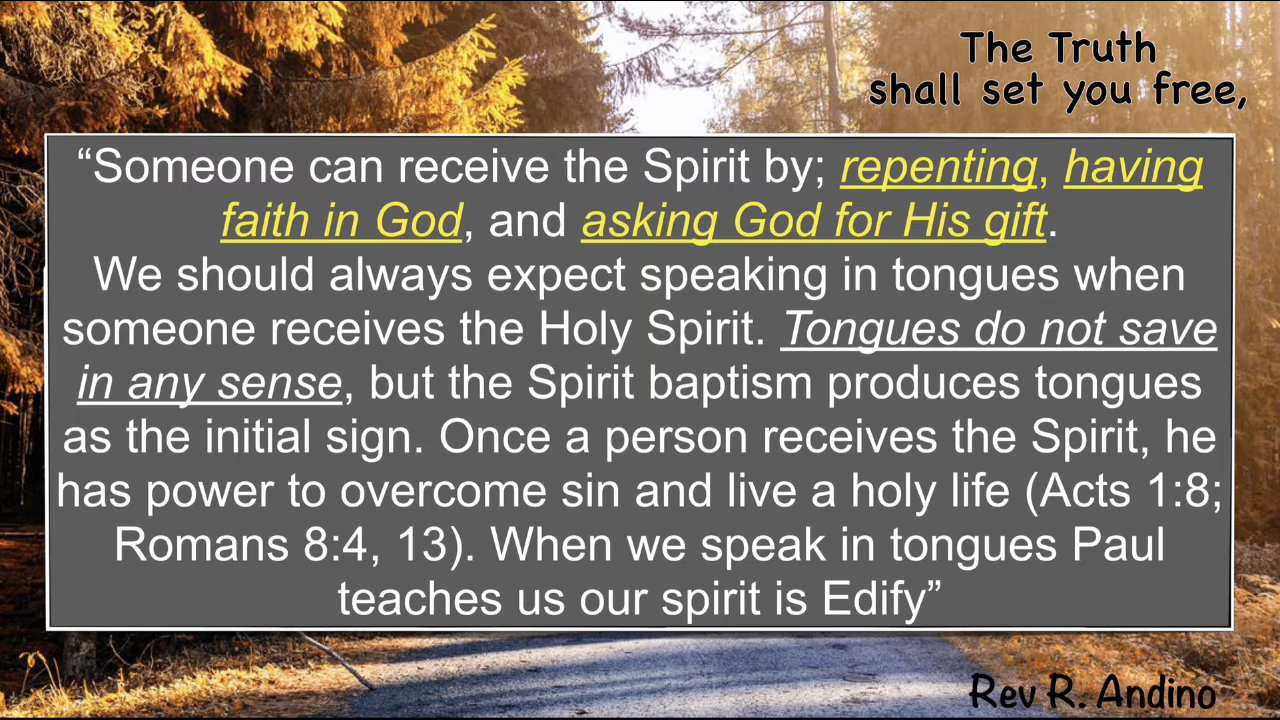 The Truth
shall set you free,
“Someone can receive the Spirit by; repenting, having
faith in God, and asking God for His gift.
We should always expect speaking in tongues when
someone receives the Holy Spirit. Tongues do not save
in any sense, but the Spirit baptism produces tongues
as the initial sign. Once a person receives the Spirit, he
has power to overcome sin and live a holy life (Acts 1:8;
Romans 8:4, 13). When we speak in tongues Paul
teaches us our spirit is Edify”
Rev R. Andino